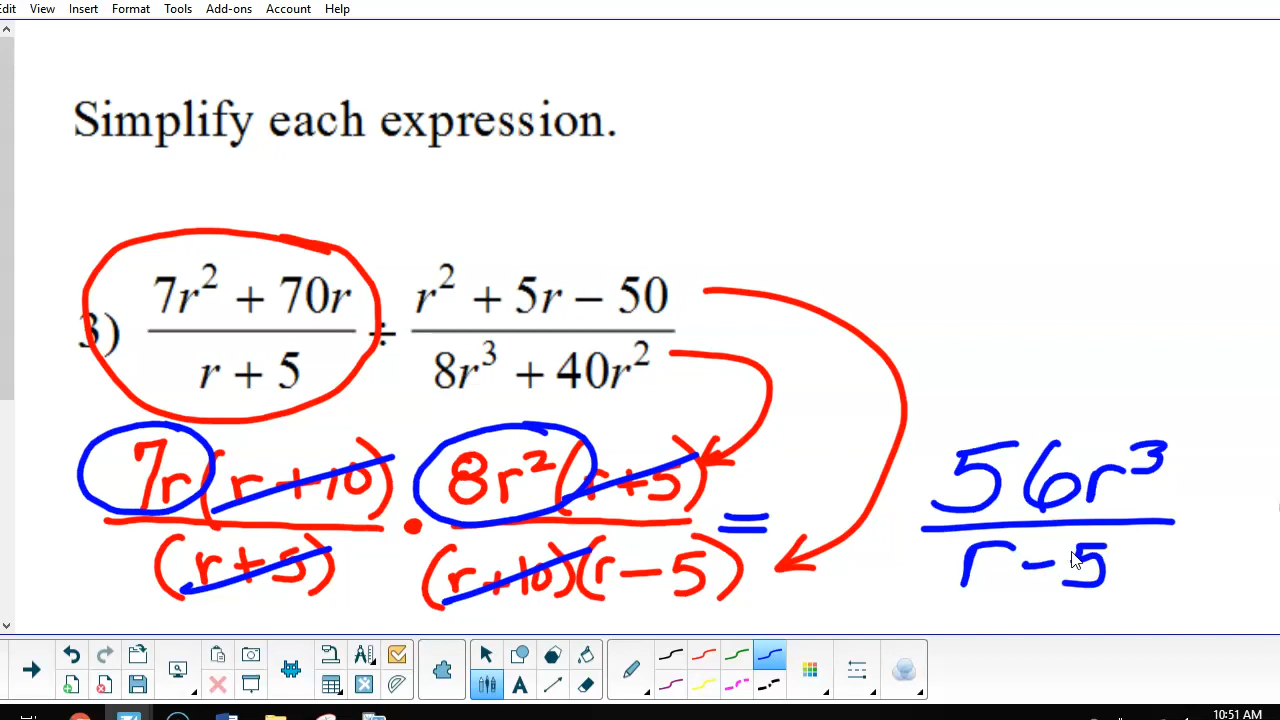 Edit View Insert Format Tools Add-ons Account Help
Simplify each expression.
3) (7r² + 70r)/(r + 5) ÷ (r² + 5r − 50)/(8r³ + 40r²)
7r(r+10)/(r+5) · 8r²(r+5)/((r+10)(r−5)) = 56r³/(r−5)
A
10:51 AM